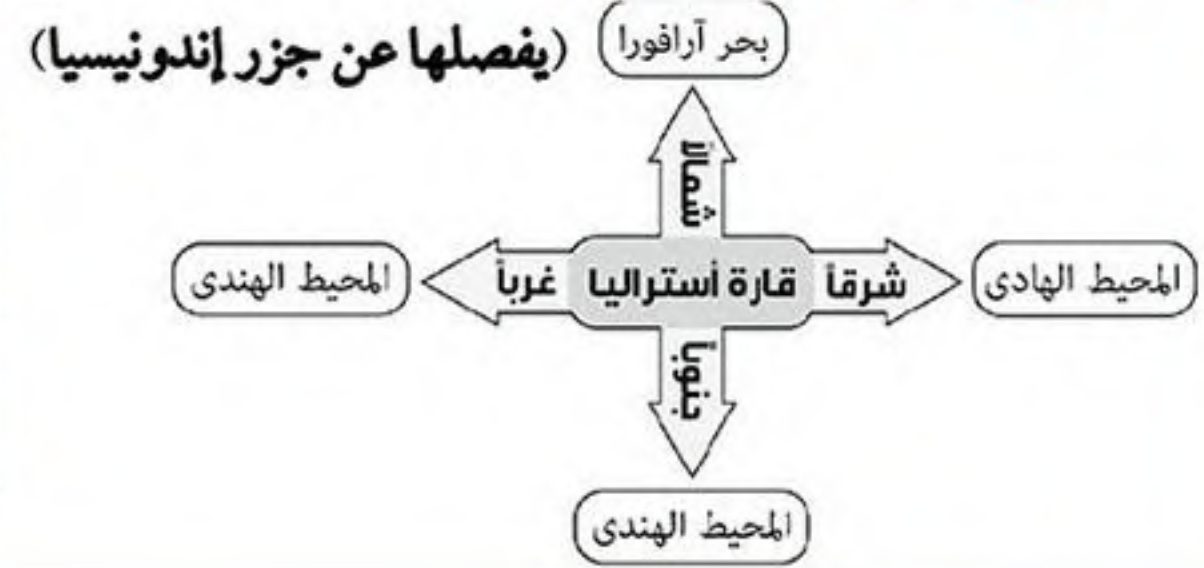 بحر آرافورا (يفصلها عن جزر إندونيسيا)
شمالاً
المحيط الهادى شرقاً قارة أستراليا غرباً المحيط الهندى
جنوباً
المحيط الهندى